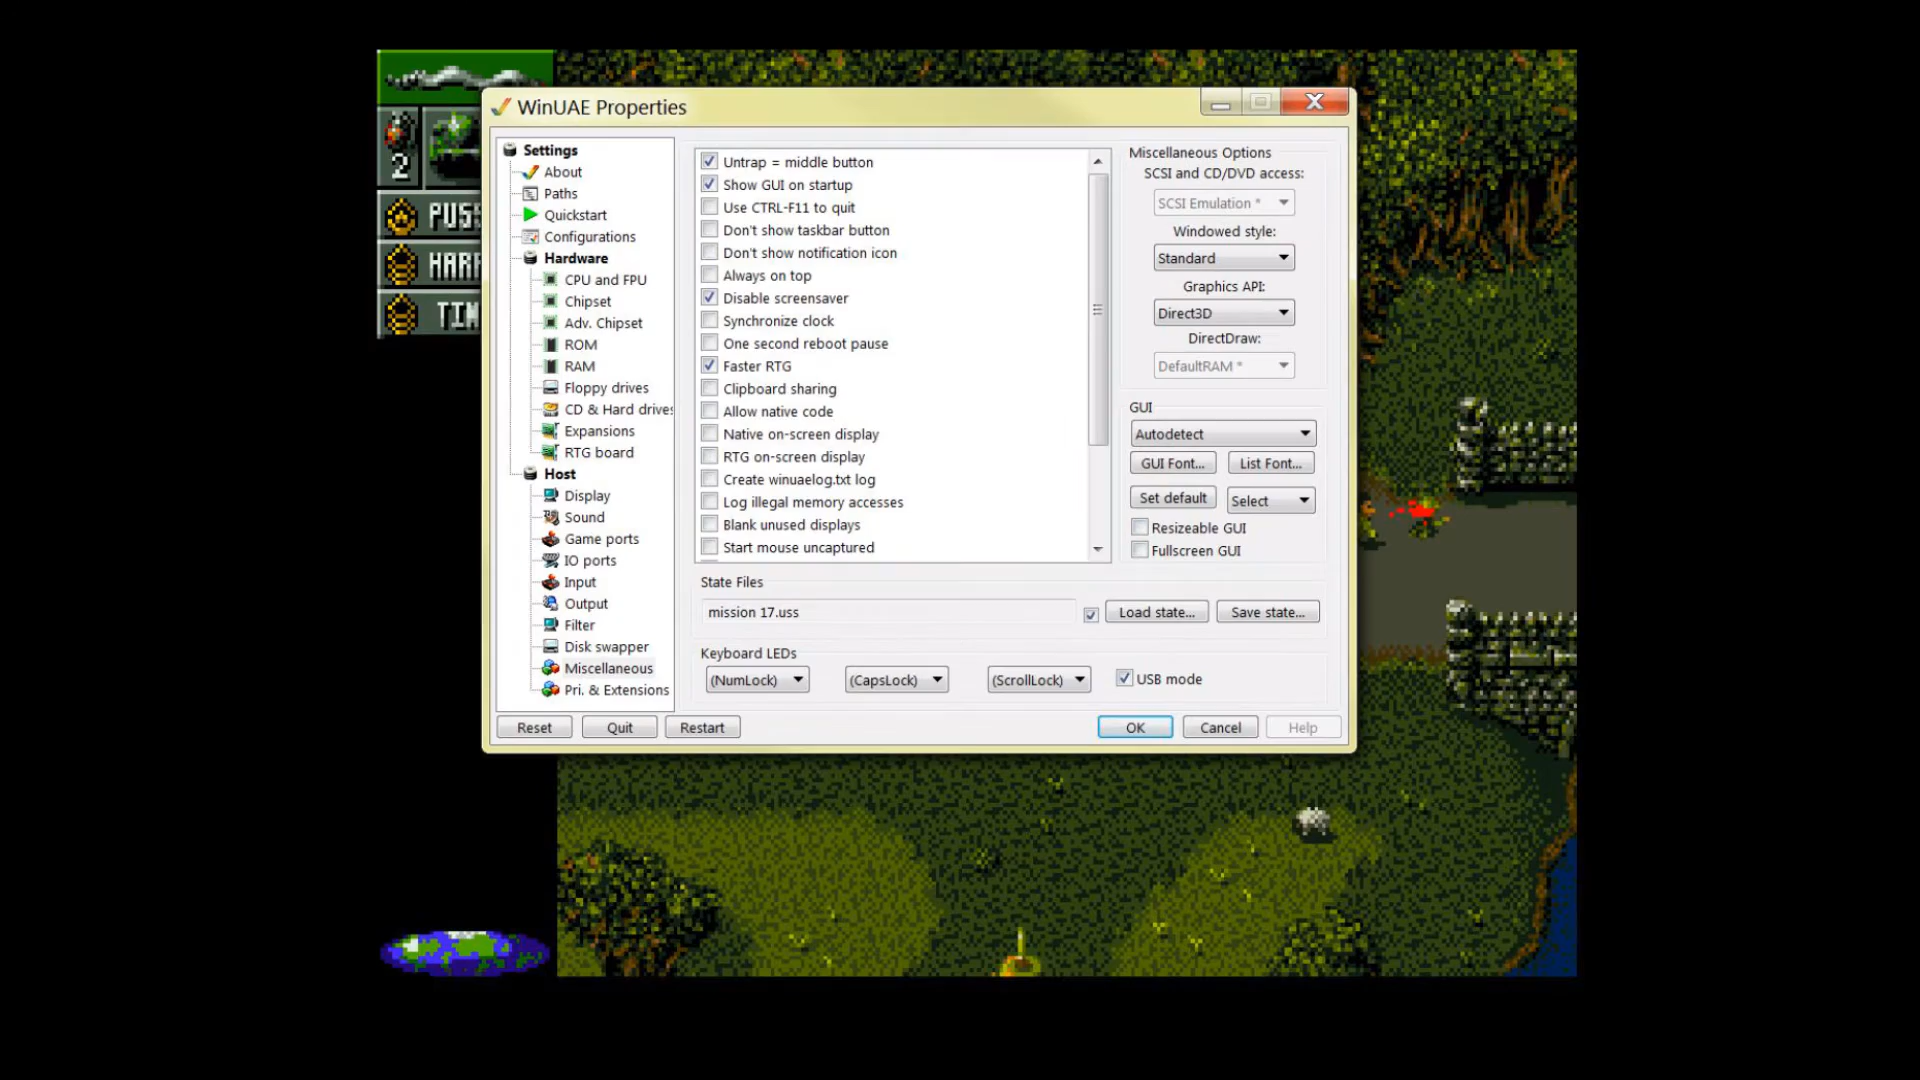 WinUAE Properties
Settings
About
Paths
Quickstart
Configurations
Hardware
CPU and FPU
Chipset
Adv. Chipset
ROM
RAM
Floppy drives
CD & Hard drives
Expansions
RTG board
Host
Display
Sound
Game ports
IO ports
Input
Output
Filter
Disk swapper
Miscellaneous
Pri. & Extensions
Untrap = middle button
Show GUI on startup
Use CTRL-F11 to quit
Don't show taskbar button
Don't show notification icon
Always on top
Disable screensaver
Synchronize clock
One second reboot pause
Faster RTG
Clipboard sharing
Allow native code
Native on-screen display
RTG on-screen display
Create winuaelog.txt log
Log illegal memory accesses
Blank unused displays
Start mouse uncaptured
Miscellaneous Options
SCSI and CD/DVD access:
SCSI Emulation *
Windowed style:
Standard
Graphics API:
Direct3D
DirectDraw:
DefaultRAM *
GUI
Autodetect
GUI Font... List Font...
Set default Select
Resizeable GUI
Fullscreen GUI
State Files
mission 17.uss Load state... Save state...
Keyboard LEDs
(NumLock) (CapsLock) (ScrollLock) USB mode
Reset Quit Restart OK Cancel Help
2
PUS
HAR
TIN